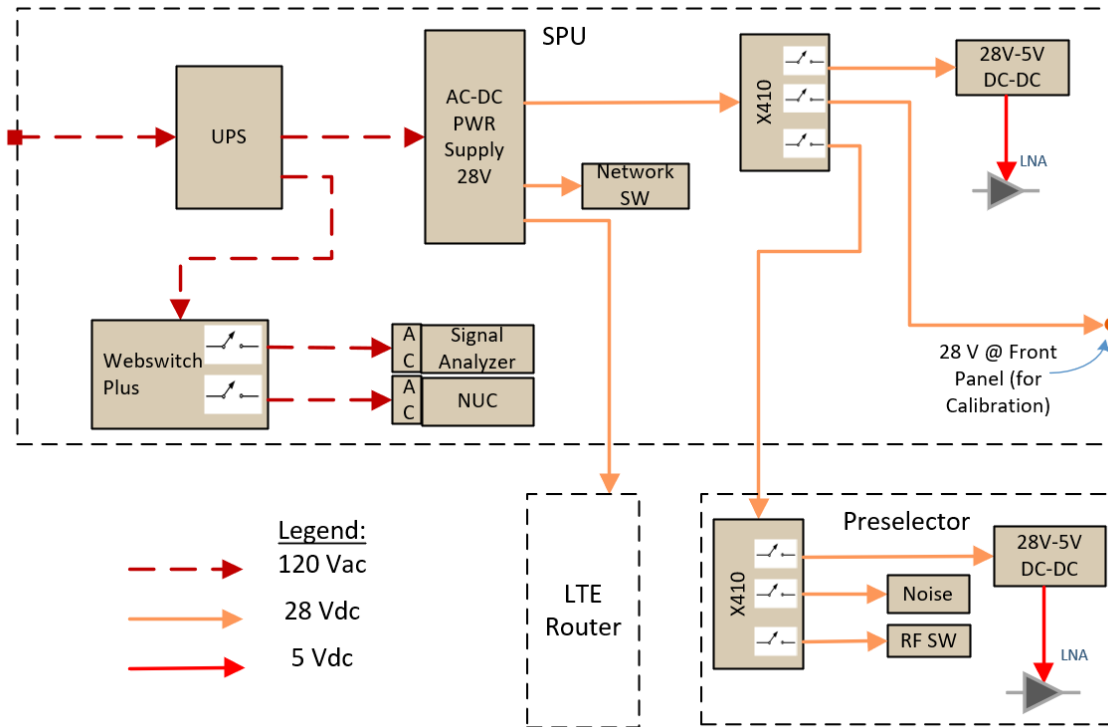 SPU
UPS
AC-DC
PWR
Supply
28V
X410
28V-5V
DC-DC
LNA
Network
SW
Webswitch
Plus
A
C
Signal
Analyzer
A
C
NUC
28 V @ Front
Panel (for
Calibration)
Legend:
120 Vac
28 Vdc
5 Vdc
LTE
Router
Preselector
X410
28V-5V
DC-DC
Noise
RF SW
LNA